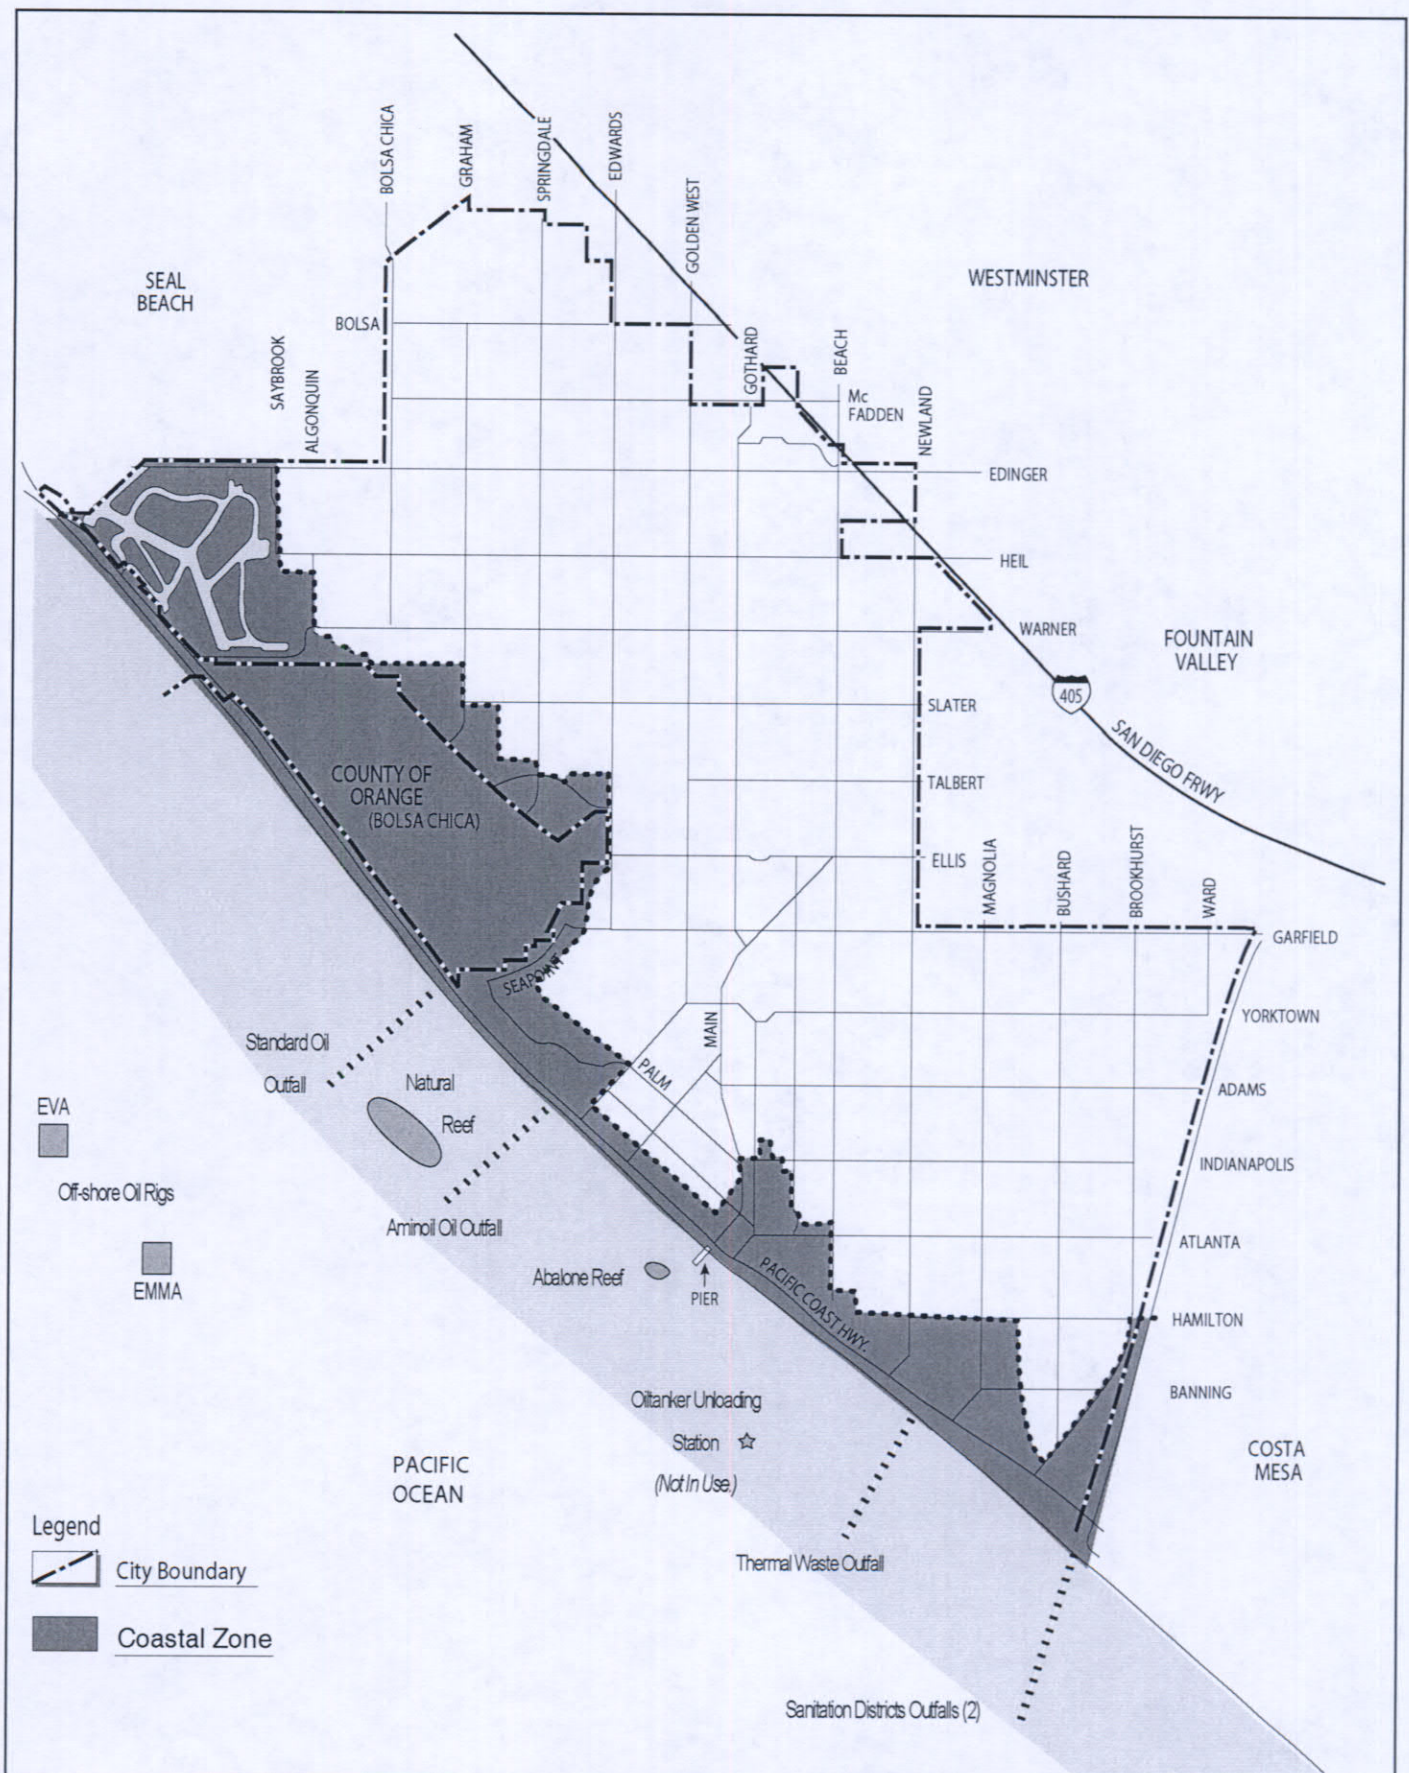 BOLSA CHICA
GRAHAM
SPRINGDALE
EDWARDS
GOLDEN WEST
SEAL
BEACH
WESTMINSTER
BOLSA
SAYBROOK
ALGONQUIN
GOTHARD
BEACH
Mc
FADDEN
NEWLAND
EDINGER
HEIL
WARNER
FOUNTAIN
VALLEY
405
SAN DIEGO FRWY
SLATER
TALBERT
ELLIS
COUNTY OF
ORANGE
(BOLSA CHICA)
MAGNOLIA
BUSHARD
BROOKHURST
WARD
GARFIELD
SEAPOINT
YORKTOWN
MAIN
PALM
ADAMS
INDIANAPOLIS
ATLANTA
HAMILTON
BANNING
Standard Oil
Outfall
Natural
Reef
EVA
Off-shore Oil Rigs
EMMA
Aminoil Oil Outfall
Abalone Reef
PIER
PACIFIC COAST HWY.
Oiltanker Unloading
Station
(Not In Use.)
COSTA
MESA
PACIFIC
OCEAN
Thermal Waste Outfall
Sanitation Districts Outfalls (2)
Legend
City Boundary
Coastal Zone